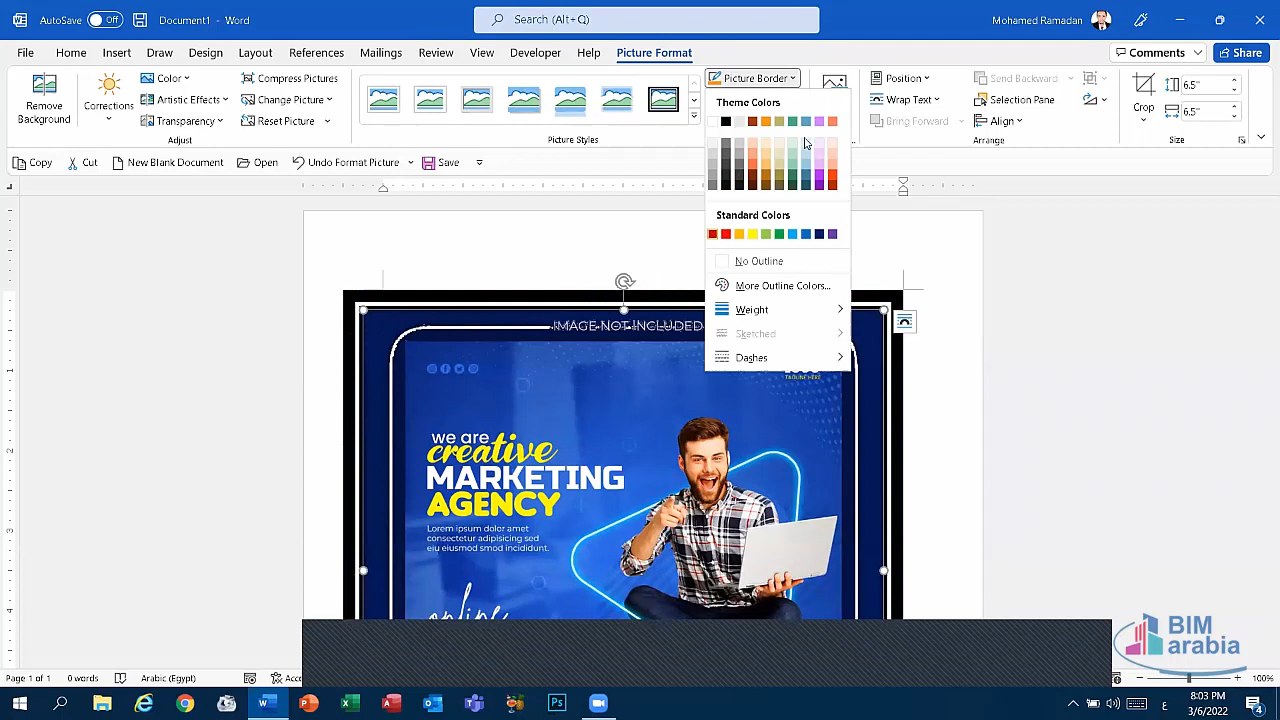 AutoSave Off Document1 - Word Search (Alt+Q) Mohamed Ramadan
File Home Insert Draw Design Layout References Mailings Review View Developer Help Picture Format Comments Share
Remove Background
Corrections
Color
Artistic Effects
Transparency
Compress Pictures
Change Picture
Reset Picture
Picture Border
Position
Wrap Text
Bring Forward
Send Backward
Selection Pane
Align
Crop
6.5"
6.5"
Adjust Picture Styles Arrange Size
Copy Cut New Blank Document Open Undo Format Picture Save
Theme Colors
Standard Colors
No Outline
More Outline Colors...
Weight
Sketched
Dashes
IMAGE NOT INCLUDED
TAGLINE HERE
we are
creative
MARKETING
AGENCY
Lorem ipsum dolor amet
consectetur adipisicing sed
eiu eiusmod smod incididunt.
online
BIM
arabia
Page 1 of 1 0 words Arabic (Egypt) 100%
8:03 PM
3/6/2022